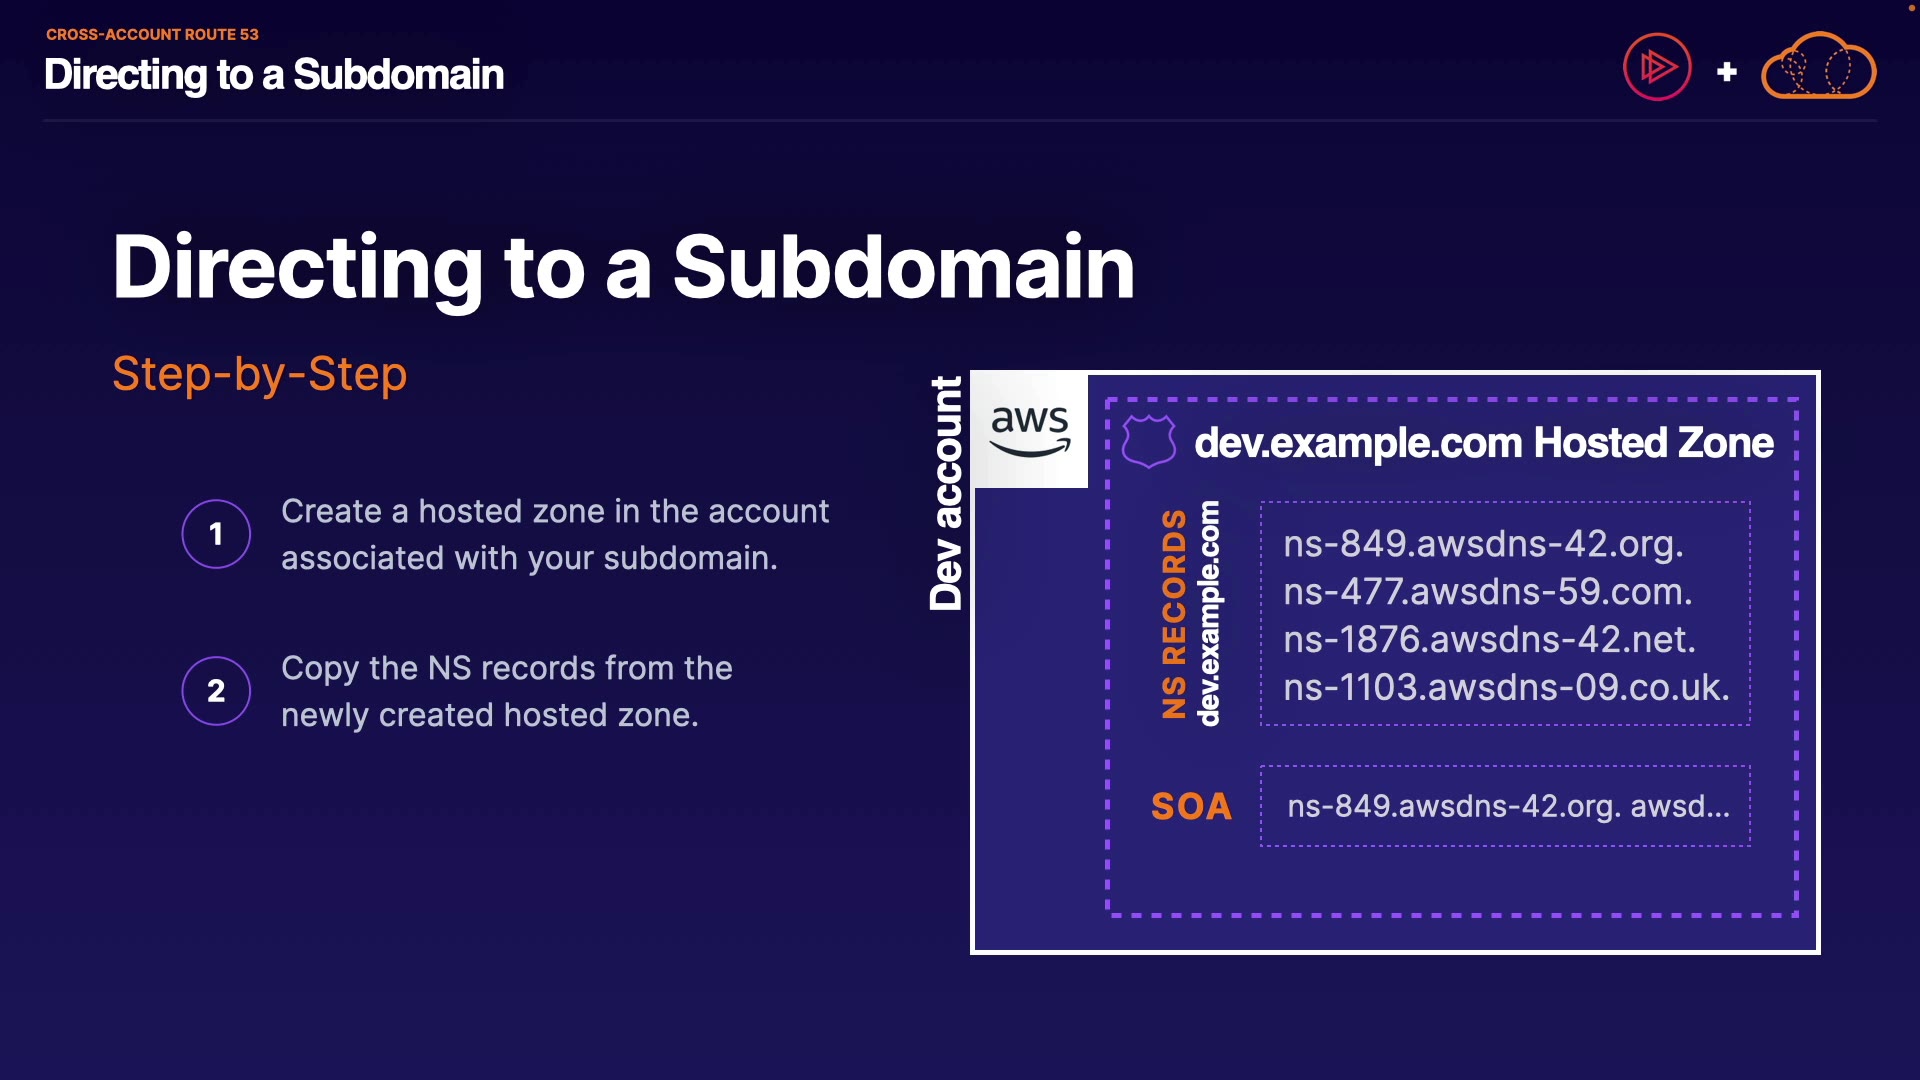 CROSS-ACCOUNT ROUTE 53
Directing to a Subdomain
Directing to a Subdomain
Step-by-Step
1
Create a hosted zone in the account
associated with your subdomain.
2
Copy the NS records from the
newly created hosted zone.
Dev account
aws
dev.example.com Hosted Zone
NS RECORDS
dev.example.com
ns-849.awsdns-42.org.
ns-477.awsdns-59.com.
ns-1876.awsdns-42.net.
ns-1103.awsdns-09.co.uk.
SOA
ns-849.awsdns-42.org. awsd...